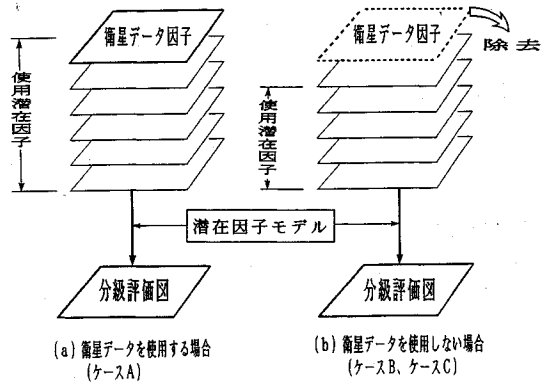 衛星データ因子
衛星データ因子
除去
使用潜在因子
使用潜在因子
潜在因子モデル
分級評価図
分級評価図
(a) 衛星データを使用する場合
(ケースA)
(b) 衛星データを使用しない場合
(ケースB、ケースC)